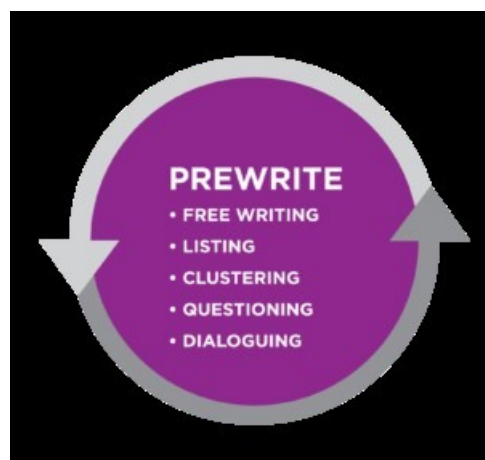 PREWRITE
• FREE WRITING
• LISTING
• CLUSTERING
• QUESTIONING
• DIALOGUING